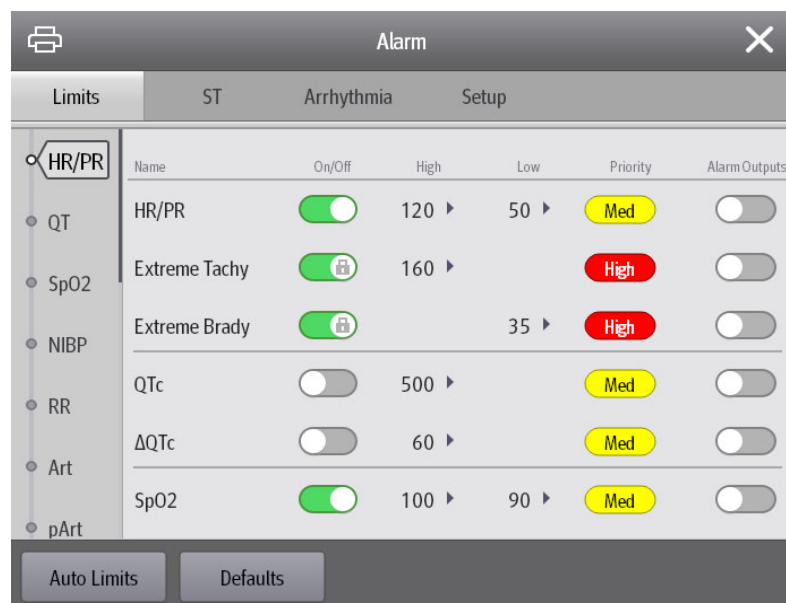 Alarm
Limits ST Arrhythmia Setup
HR/PR
QT
SpO2
NIBP
RR
Art
pArt
Name On/Off High Low Priority Alarm Outputs
HR/PR 120 50 Med
Extreme Tachy 160 High
Extreme Brady 35 High
QTc 500 Med
ΔQTc 60 Med
SpO2 100 90 Med
Auto Limits Defaults